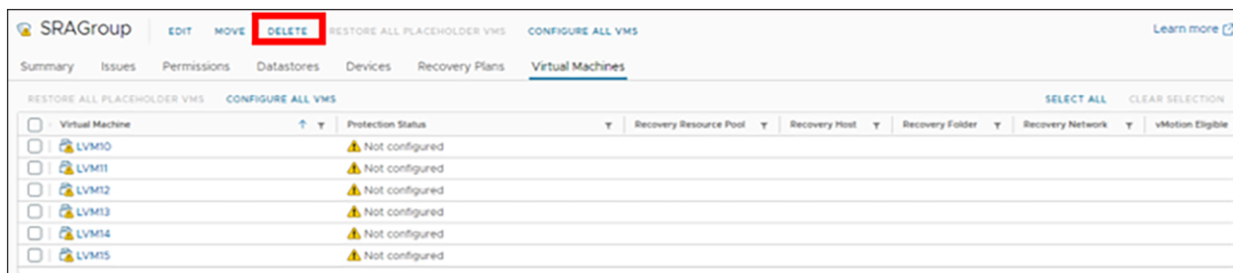 SRAGroup EDIT MOVE DELETE RESTORE ALL PLACEHOLDER VMS CONFIGURE ALL VMS Learn more
Summary Issues Permissions Datastores Devices Recovery Plans Virtual Machines
RESTORE ALL PLACEHOLDER VMS CONFIGURE ALL VMS SELECT ALL CLEAR SELECTION
Virtual Machine Protection Status Recovery Resource Pool Recovery Host Recovery Folder Recovery Network vMotion Eligible
LVM10 Not configured
LVM11 Not configured
LVM12 Not configured
LVM13 Not configured
LVM14 Not configured
LVM15 Not configured